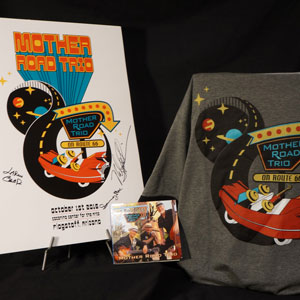 MOTHER
ROAD TRIO
MOTHER
ROAD
TRIO
ON ROUTE 66
OCTOBER 1ST 2016
FLAGSTAFF, ARIZONA
MOTHER ROAD TRIO
MOTHER
ROAD
TRIO
ON ROUTE 66